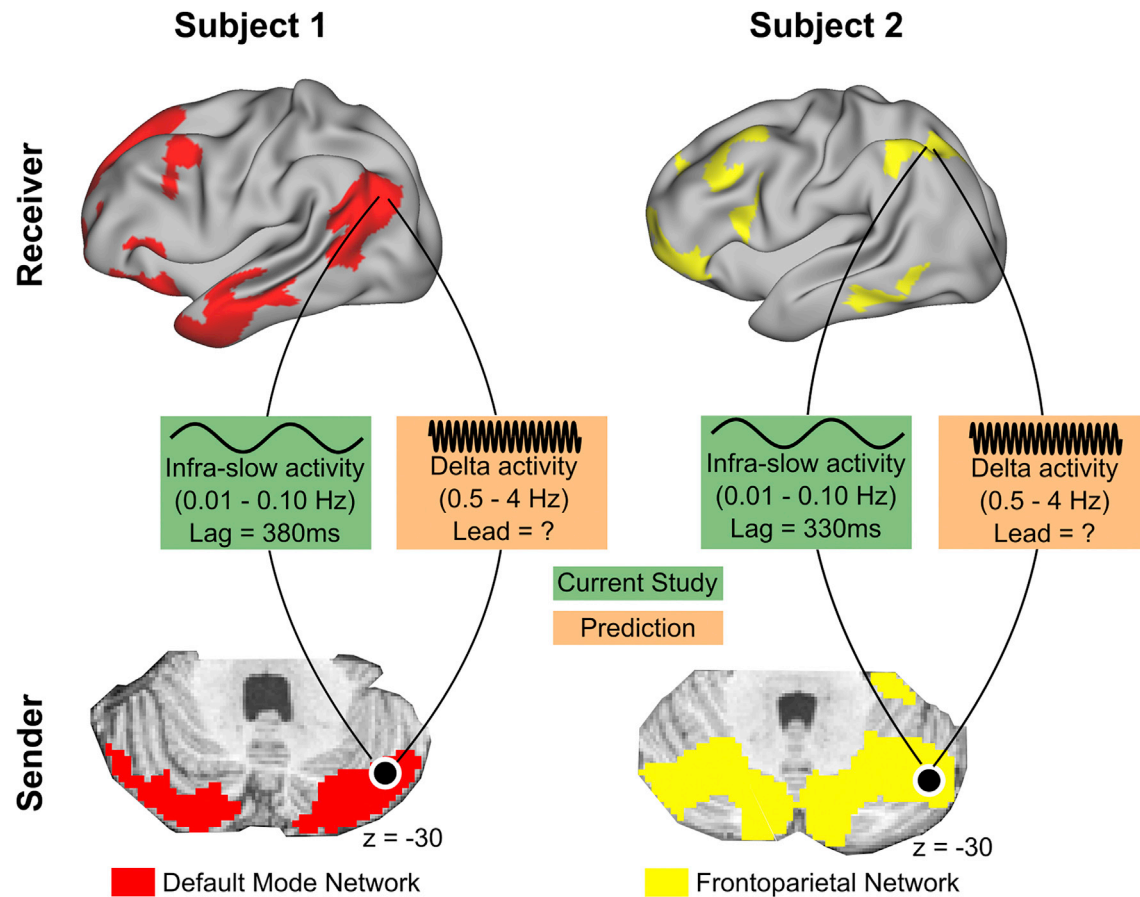 Subject 1
Subject 2
Receiver
Infra-slow activity
(0.01 - 0.10 Hz)
Lag = 380ms
Delta activity
(0.5 - 4 Hz)
Lead = ?
Infra-slow activity
(0.01 - 0.10 Hz)
Lag = 330ms
Delta activity
(0.5 - 4 Hz)
Lead = ?
Current Study
Prediction
Sender
z = -30
z = -30
Default Mode Network
Frontoparietal Network